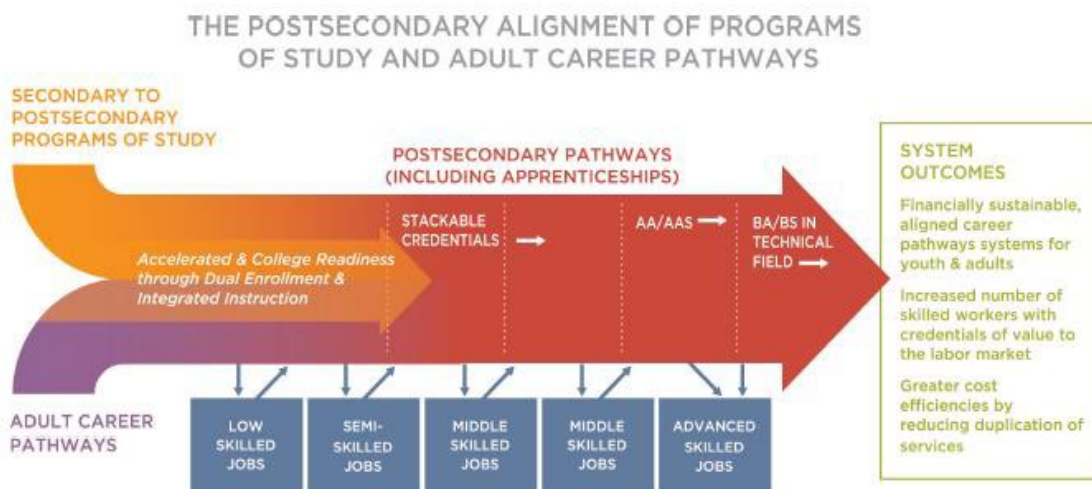 THE POSTSECONDARY ALIGNMENT OF PROGRAMS
OF STUDY AND ADULT CAREER PATHWAYS
SECONDARY TO
POSTSECONDARY
PROGRAMS OF STUDY
POSTSECONDARY PATHWAYS
(INCLUDING APPRENTICESHIPS)
STACKABLE
CREDENTIALS
AA/AAS
BA/BS IN
TECHNICAL
FIELD
Accelerated & College Readiness
through Dual Enrollment &
Integrated Instruction
ADULT CAREER
PATHWAYS
LOW
SKILLED
JOBS
SEMI-
SKILLED
JOBS
MIDDLE
SKILLED JOBS
MIDDLE
SKILLED JOBS
ADVANCED
SKILLED JOBS
SYSTEM
OUTCOMES
Financially sustainable,
aligned career
pathways systems for
youth & adults
Increased number of
skilled workers with
credentials of value to
the labor market
Greater cost
efficiencies by
reducing duplication of
services